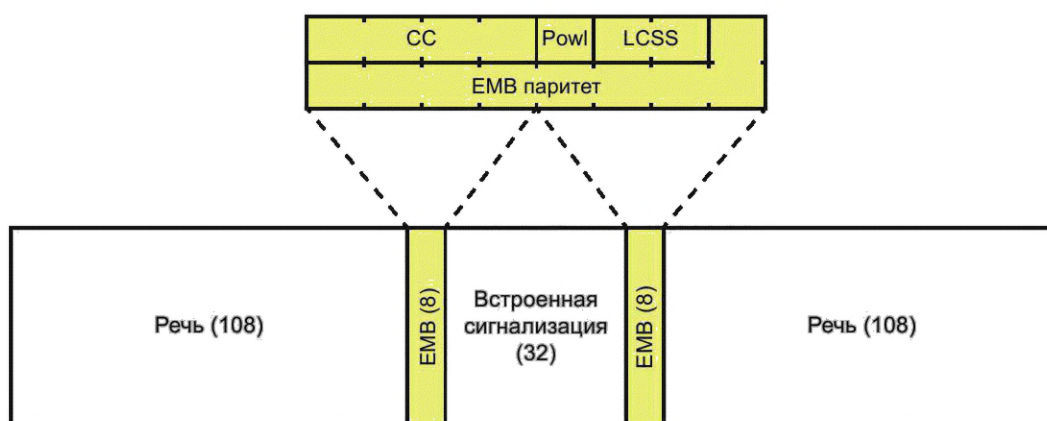 CC Powl LCSS
EMB паритет
Речь (108)
EMB (8)
Встроенная
сигнализация
(32)
EMB (8)
Речь (108)